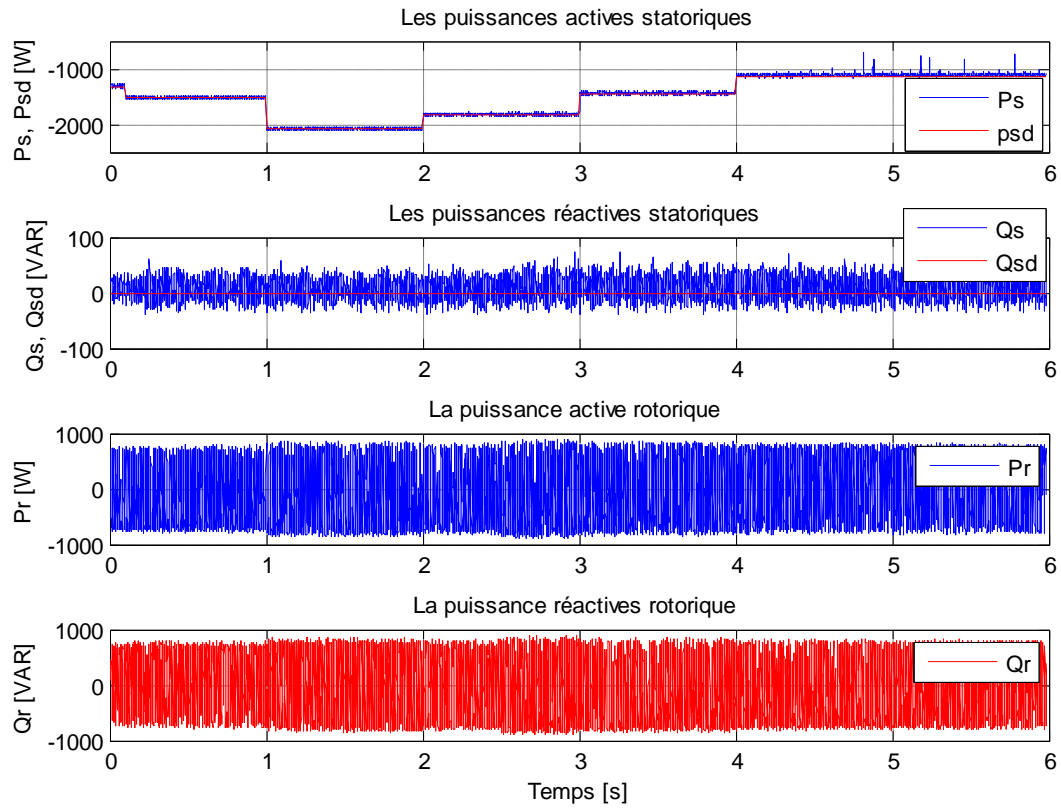 Les puissances actives statoriques
Ps, Psd [W]
-1000
-2000
Ps
psd
0 1 2 3 4 5 6
Les puissances réactives statoriques
Qs, Qsd [VAR]
100
0
-100
Qs
Qsd
0 1 2 3 4 5 6
La puissance active rotorique
Pr [W]
1000
0
-1000
Pr
0 1 2 3 4 5 6
La puissance réactives rotorique
Qr [VAR]
1000
0
-1000
Qr
0 1 2 3 4 5 6
Temps [s]